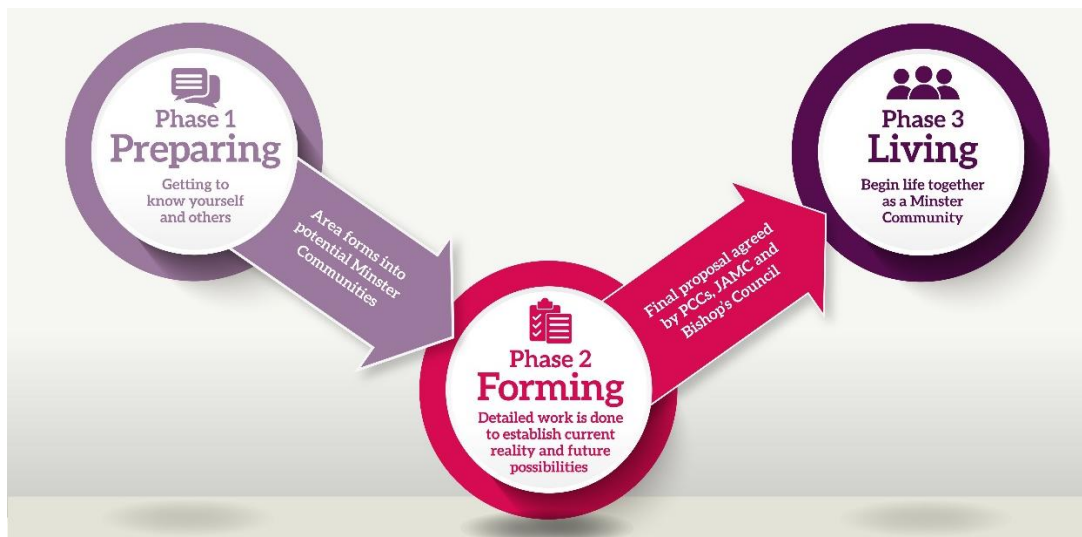 Phase 1
Preparing
Getting to
know yourself
and others
Area forms into
potential Minster
Communities
Phase 2
Forming
Detailed work is done
to establish current
reality and future
possibilities
Final proposal agreed
by PCCs, JAMC and
Bishop's Council
Phase 3
Living
Begin life together
as a Minster
Community